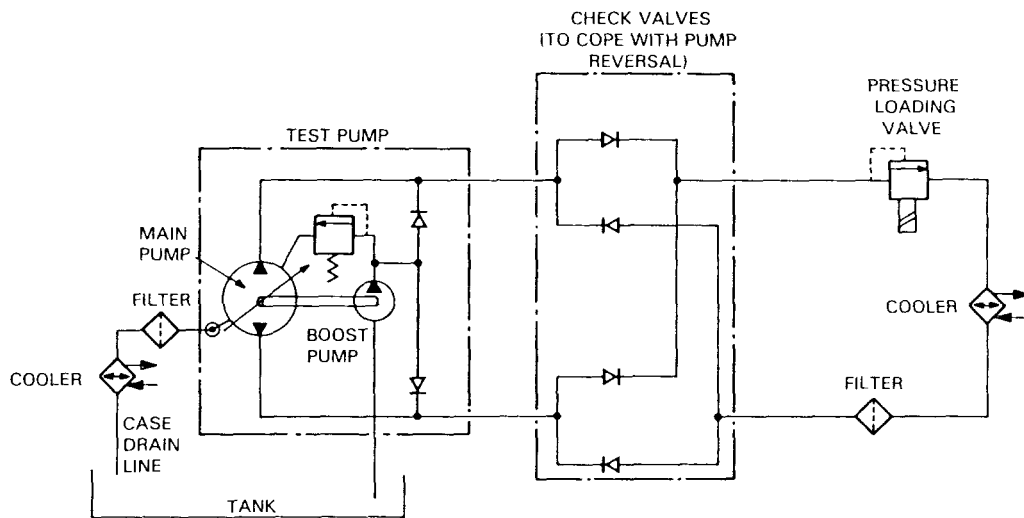 CHECK VALVES
(TO COPE WITH PUMP
REVERSAL)
PRESSURE
LOADING
VALVE
TEST PUMP
MAIN
PUMP
FILTER
BOOST
PUMP
COOLER
COOLER
FILTER
CASE
DRAIN
LINE
TANK